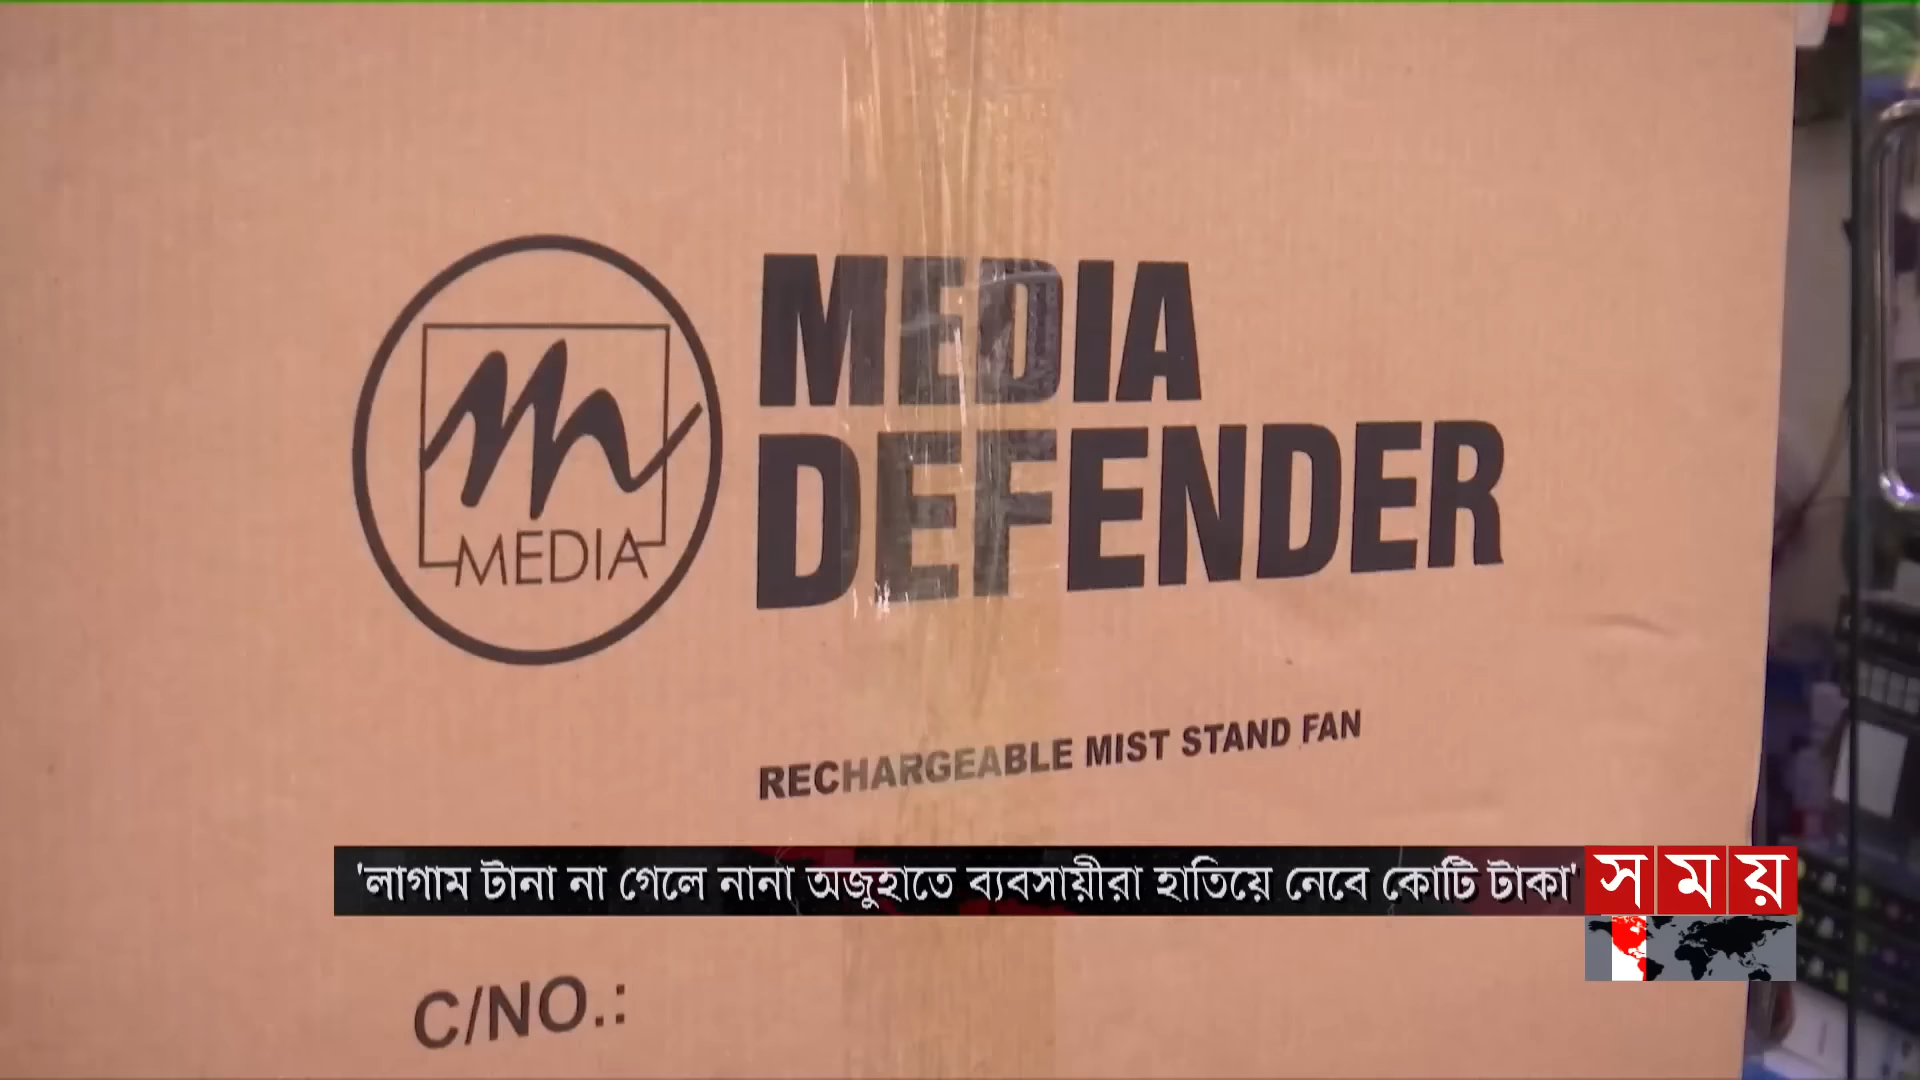 MEDIA
MEDIA
DEFENDER
RECHARGEABLE MIST STAND FAN
'লাগাম টানা না গেলে নানা অজুহাতে ব্যবসায়ীরা হাতিয়ে নেবে কোটি টাকা'
সময়
C/NO.: